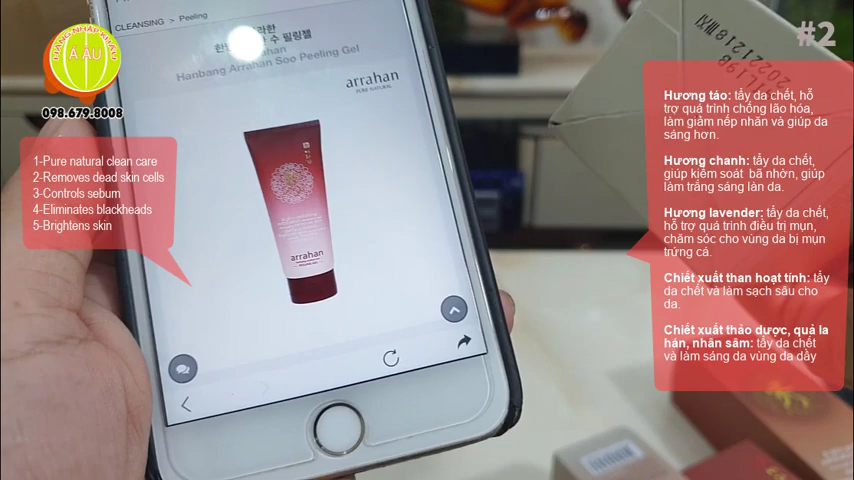 #2
HÀNG NHẬP KHẨU
Á ÂU
098.679.8008
CLEANSING > Peeling
수 필링젤
Hanbang Arrahan Soo Peeling Gel
arrahan
PURE NATURAL
arrahan
1-Pure natural clean care
2-Removes dead skin cells
3-Controls sebum
4-Eliminates blackheads
5-Brightens skin
20221218
Hương táo: tẩy da chết, hỗ
trợ quá trình chống lão hóa,
làm giảm nếp nhăn và giúp da
sáng hơn.
Hương chanh: tẩy da chết,
giúp kiểm soát bã nhờn, giúp
làm trắng sáng làn da.
Hương lavender: tẩy da chết,
hỗ trợ quá trình điều trị mụn,
chăm sóc cho vùng da bị mụn
trứng cá.
Chiết xuất than hoạt tính: tẩy
da chết và làm sạch sâu cho
da.
Chiết xuất thảo dược, quả la
hán, nhân sâm: tẩy da chết
và làm sáng da vùng da dầy